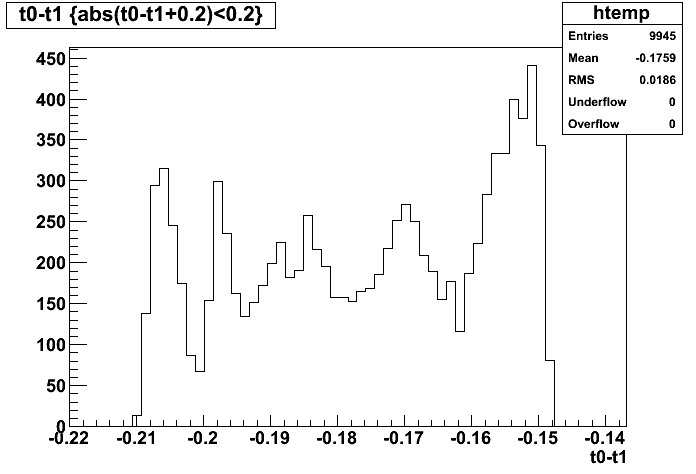 t0-t1 {abs(t0-t1+0.2)<0.2}
htemp
Entries 9945
Mean -0.1759
RMS 0.0186
Underflow 0
Overflow 0
450
400
350
300
250
200
150
100
50
0
-0.22 -0.21 -0.2 -0.19 -0.18 -0.17 -0.16 -0.15 -0.14
t0-t1